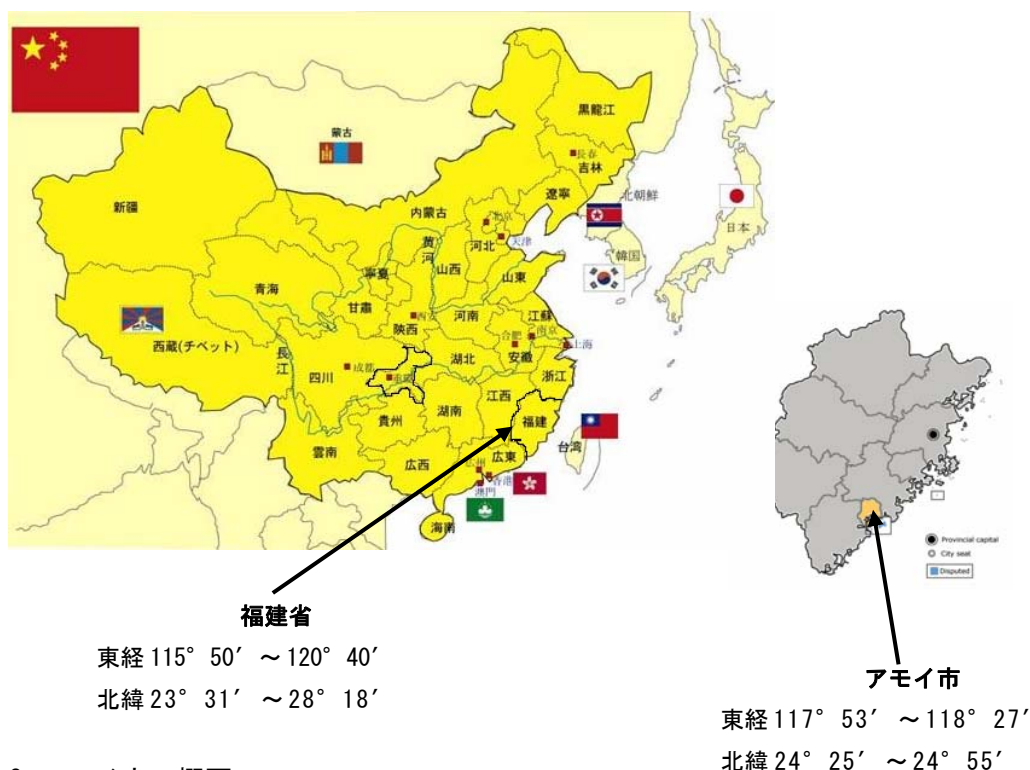 黒龍江
長春
吉林
蒙古
遼寧
北朝鮮
新疆
内蒙古
北京
日本
天津
黄河
河北
韓国
寧夏
山西
山東
青海
甘粛
西安
河南
江蘇
陝西
合肥
南京
上海
西蔵(チベット)
長江
成都
湖北
安徽
四川
重慶
浙江
江西
湖南
福建
貴州
雲南
台湾
広西
広州
広東
香港
澳門
海南
Provincial capital
City seat
Disputed
福建省
東経 115° 50′ ～120° 40′
北緯 23° 31′ ～28° 18′
アモイ市
東経 117° 53′ ～118° 27′
北緯 24° 25′ ～24° 55′